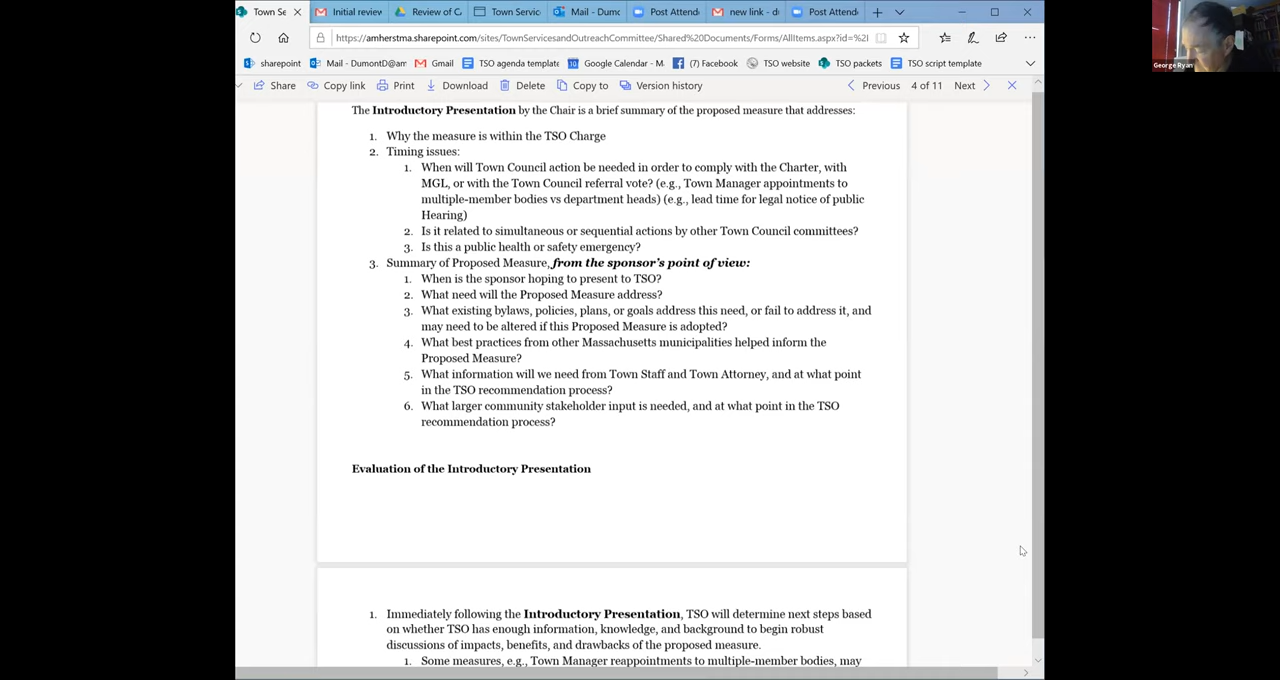 Town Se
Initial review
Review of C
Town Servic
Mail - Dumo
Post Attend
new link - d
Post Attend
https://amherstma.sharepoint.com/sites/TownServicesandOutreachCommittee/Shared%20Documents/Forms/AllItems.aspx?id=%2
sharepoint
Mail - DumontD@am
Gmail
TSO agenda template
Google Calendar - M
(7) Facebook
TSO website
TSO packets
TSO script template
Share
Copy link
Print
Download
Delete
Copy to
Version history
Previous
4 of 11
Next
George Ryan
The Introductory Presentation by the Chair is a brief summary of the proposed measure that addresses:
1. Why the measure is within the TSO Charge
2. Timing issues:
1. When will Town Council action be needed in order to comply with the Charter, with
MGL, or with the Town Council referral vote? (e.g., Town Manager appointments to
multiple-member bodies vs department heads) (e.g., lead time for legal notice of public
Hearing)
2. Is it related to simultaneous or sequential actions by other Town Council committees?
3. Is this a public health or safety emergency?
3. Summary of Proposed Measure, from the sponsor's point of view:
1. When is the sponsor hoping to present to TSO?
2. What need will the Proposed Measure address?
3. What existing bylaws, policies, plans, or goals address this need, or fail to address it, and
may need to be altered if this Proposed Measure is adopted?
4. What best practices from other Massachusetts municipalities helped inform the
Proposed Measure?
5. What information will we need from Town Staff and Town Attorney, and at what point
in the TSO recommendation process?
6. What larger community stakeholder input is needed, and at what point in the TSO
recommendation process?
Evaluation of the Introductory Presentation
1. Immediately following the Introductory Presentation, TSO will determine next steps based
on whether TSO has enough information, knowledge, and background to begin robust
discussions of impacts, benefits, and drawbacks of the proposed measure.
1. Some measures, e.g., Town Manager reappointments to multiple-member bodies, may